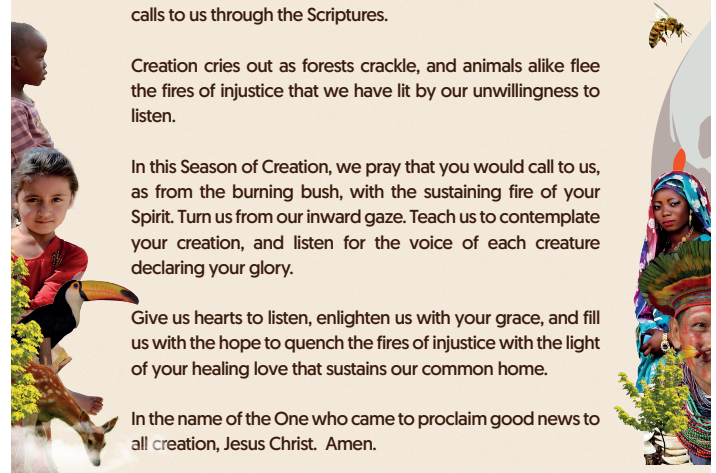 calls to us through the Scriptures.
Creation cries out as forests crackle, and animals alike flee
the fires of injustice that we have lit by our unwillingness to
listen.
In this Season of Creation, we pray that you would call to us,
as from the burning bush, with the sustaining fire of your
Spirit. Turn us from our inward gaze. Teach us to contemplate
your creation, and listen for the voice of each creature
declaring your glory.
Give us hearts to listen, enlighten us with your grace, and fill
us with the hope to quench the fires of injustice with the light
of your healing love that sustains our common home.
In the name of the One who came to proclaim good news to
all creation, Jesus Christ.  Amen.